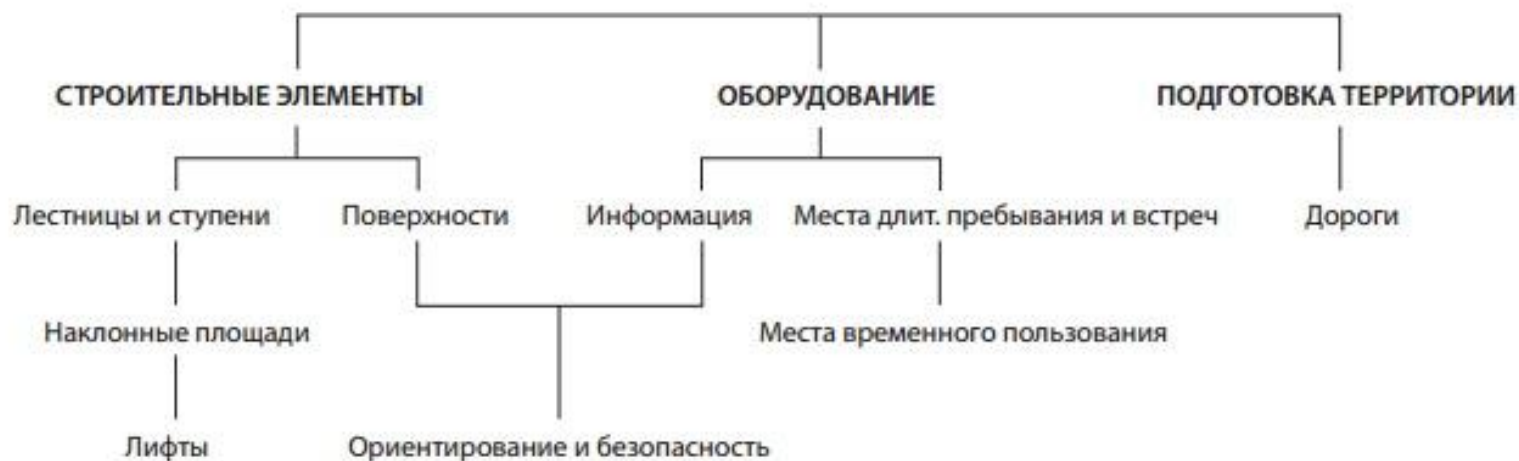 СТРОИТЕЛЬНЫЕ ЭЛЕМЕНТЫ
ОБОРУДОВАНИЕ
ПОДГОТОВКА ТЕРРИТОРИИ
Лестницы и ступени
Поверхности
Информация
Места длит. пребывания и встреч
Дороги
Наклонные площади
Места временного пользования
Лифты
Ориентирование и безопасность